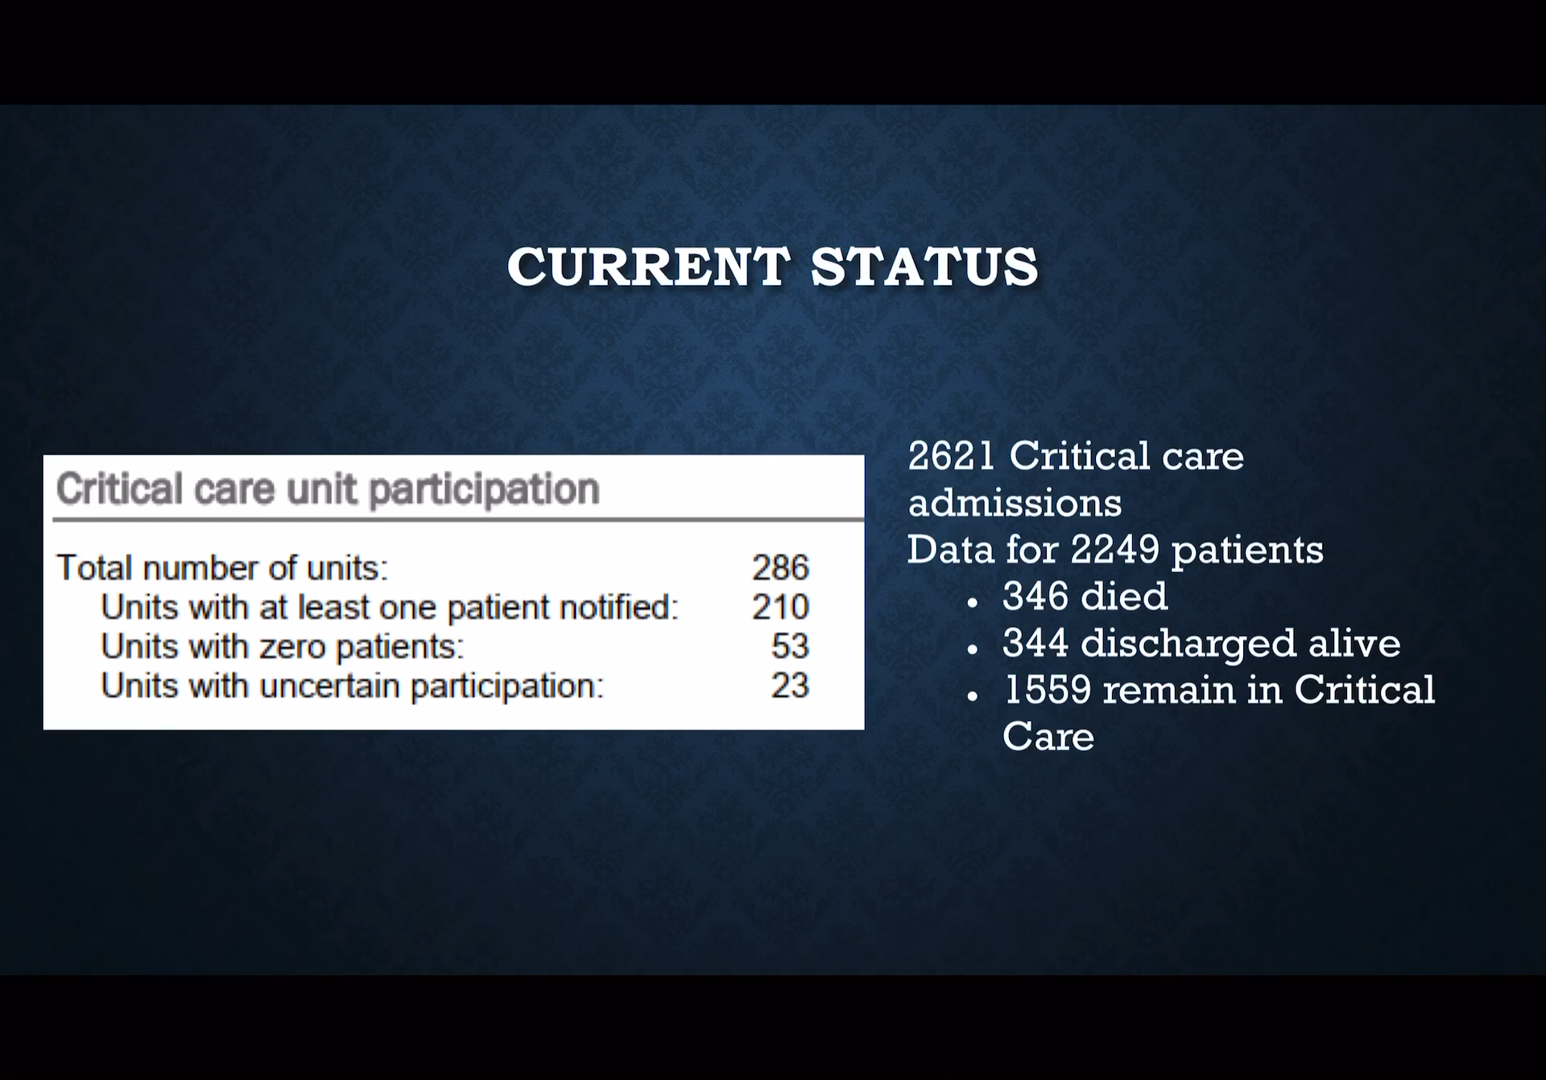 CURRENT STATUS
Critical care unit participation
Total number of units: 286
Units with at least one patient notified: 210
Units with zero patients: 53
Units with uncertain participation: 23
2621 Critical care
admissions
Data for 2249 patients
• 346 died
• 344 discharged alive
• 1559 remain in Critical
Care